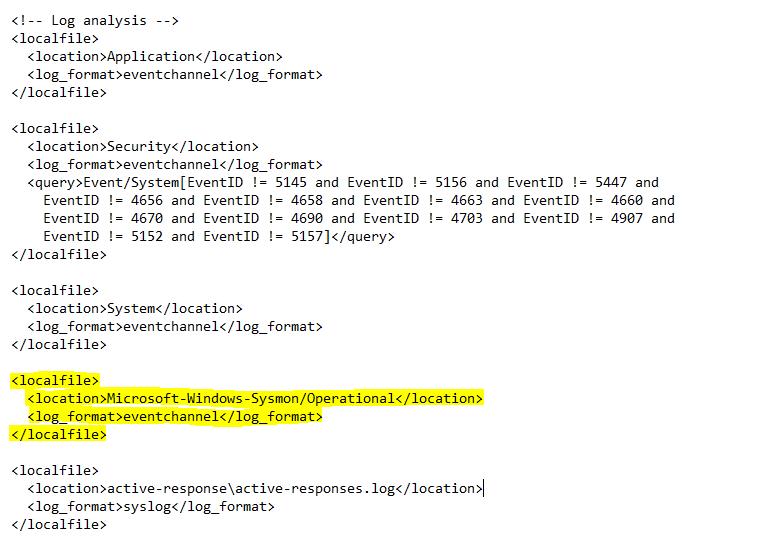 <!-- Log analysis -->
<localfile>
  <location>Application</location>
  <log_format>eventchannel</log_format>
</localfile>

<localfile>
  <location>Security</location>
  <log_format>eventchannel</log_format>
  <query>Event/System[EventID != 5145 and EventID != 5156 and EventID != 5447 and
    EventID != 4656 and EventID != 4658 and EventID != 4663 and EventID != 4660 and
    EventID != 4670 and EventID != 4690 and EventID != 4703 and EventID != 4907 and
    EventID != 5152 and EventID != 5157]</query>
</localfile>

<localfile>
  <location>System</location>
  <log_format>eventchannel</log_format>
</localfile>

<localfile>
  <location>Microsoft-Windows-Sysmon/Operational</location>
  <log_format>eventchannel</log_format>
</localfile>

<localfile>
  <location>active-response\active-responses.log</location>
  <log_format>syslog</log_format>
</localfile>